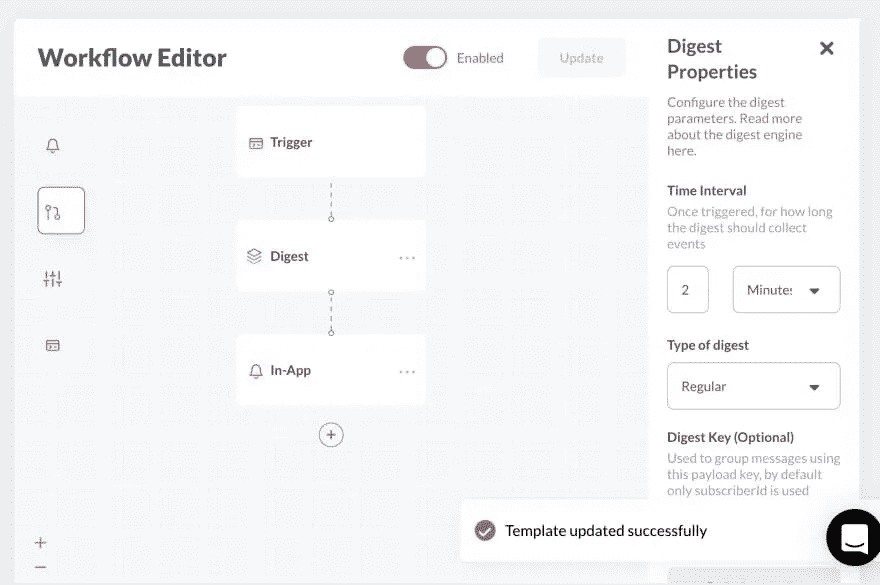 Workflow Editor
Enabled
Update
Trigger
Digest
In-App
Digest
Properties
Configure the digest
parameters. Read more
about the digest engine
here.
Time Interval
Once triggered, for how long
the digest should collect
events
2
Minutes
Type of digest
Regular
Digest Key (Optional)
Used to group messages using
this payload key, by default
only subscriberId is used
Template updated successfully